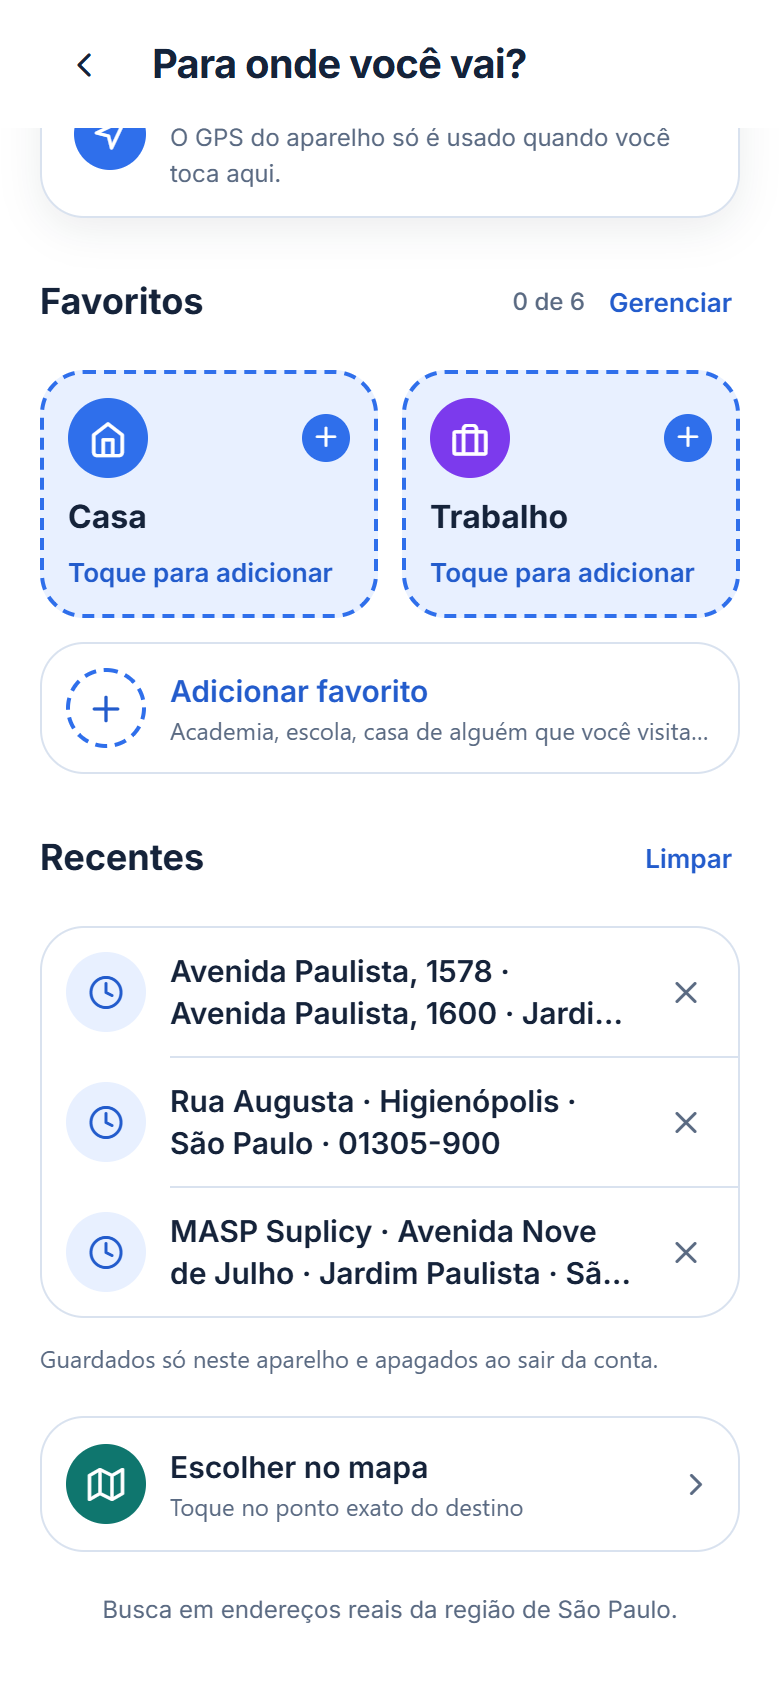 Para onde você vai?
O GPS do aparelho só é usado quando você
toca aqui.
Favoritos
0 de 6 Gerenciar
Casa
Toque para adicionar
Trabalho
Toque para adicionar
Adicionar favorito
Academia, escola, casa de alguém que você visita...
Recentes
Limpar
Avenida Paulista, 1578 ·
Avenida Paulista, 1600 · Jardi...
Rua Augusta · Higienópolis ·
São Paulo · 01305-900
MASP Suplicy · Avenida Nove
de Julho · Jardim Paulista · Sã...
Guardados só neste aparelho e apagados ao sair da conta.
Escolher no mapa
Toque no ponto exato do destino
Busca em endereços reais da região de São Paulo.